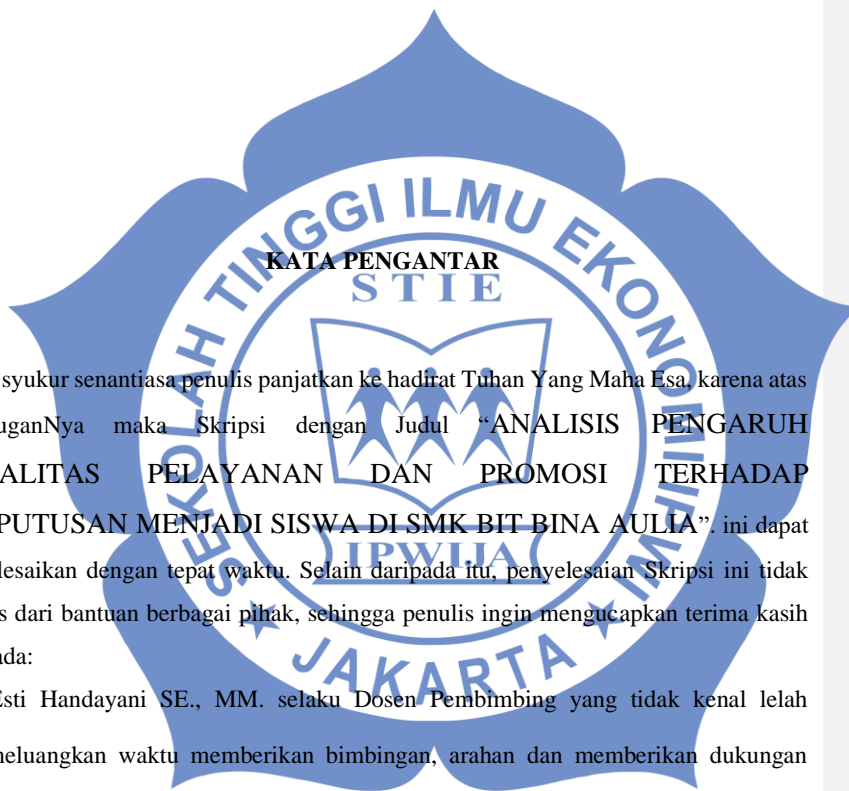 SEKOLAH TINGGI ILMU EKONOMI IPWI
KATA PENGANTAR
STIE
syukur senantiasa penulis panjatkan ke hadirat Tuhan Yang Maha Esa, karena atas
uganNya maka Skripsi dengan Judul “ANALISIS PENGARUH
ALITAS PELAYANAN DAN PROMOSI TERHADAP
PUTUSAN MENJADI SISWA DI SMK BIT BINA AULIA”. ini dapat
IPWIJA
lesaikan dengan tepat waktu. Selain daripada itu, penyelesaian Skripsi ini tidak
s dari bantuan berbagai pihak, sehingga penulis ingin mengucapkan terima kasih
ada:
JAKARTA
Esti Handayani SE., MM. selaku Dosen Pembimbing yang tidak kenal lelah
neluangkan waktu memberikan bimbingan, arahan dan memberikan dukungan